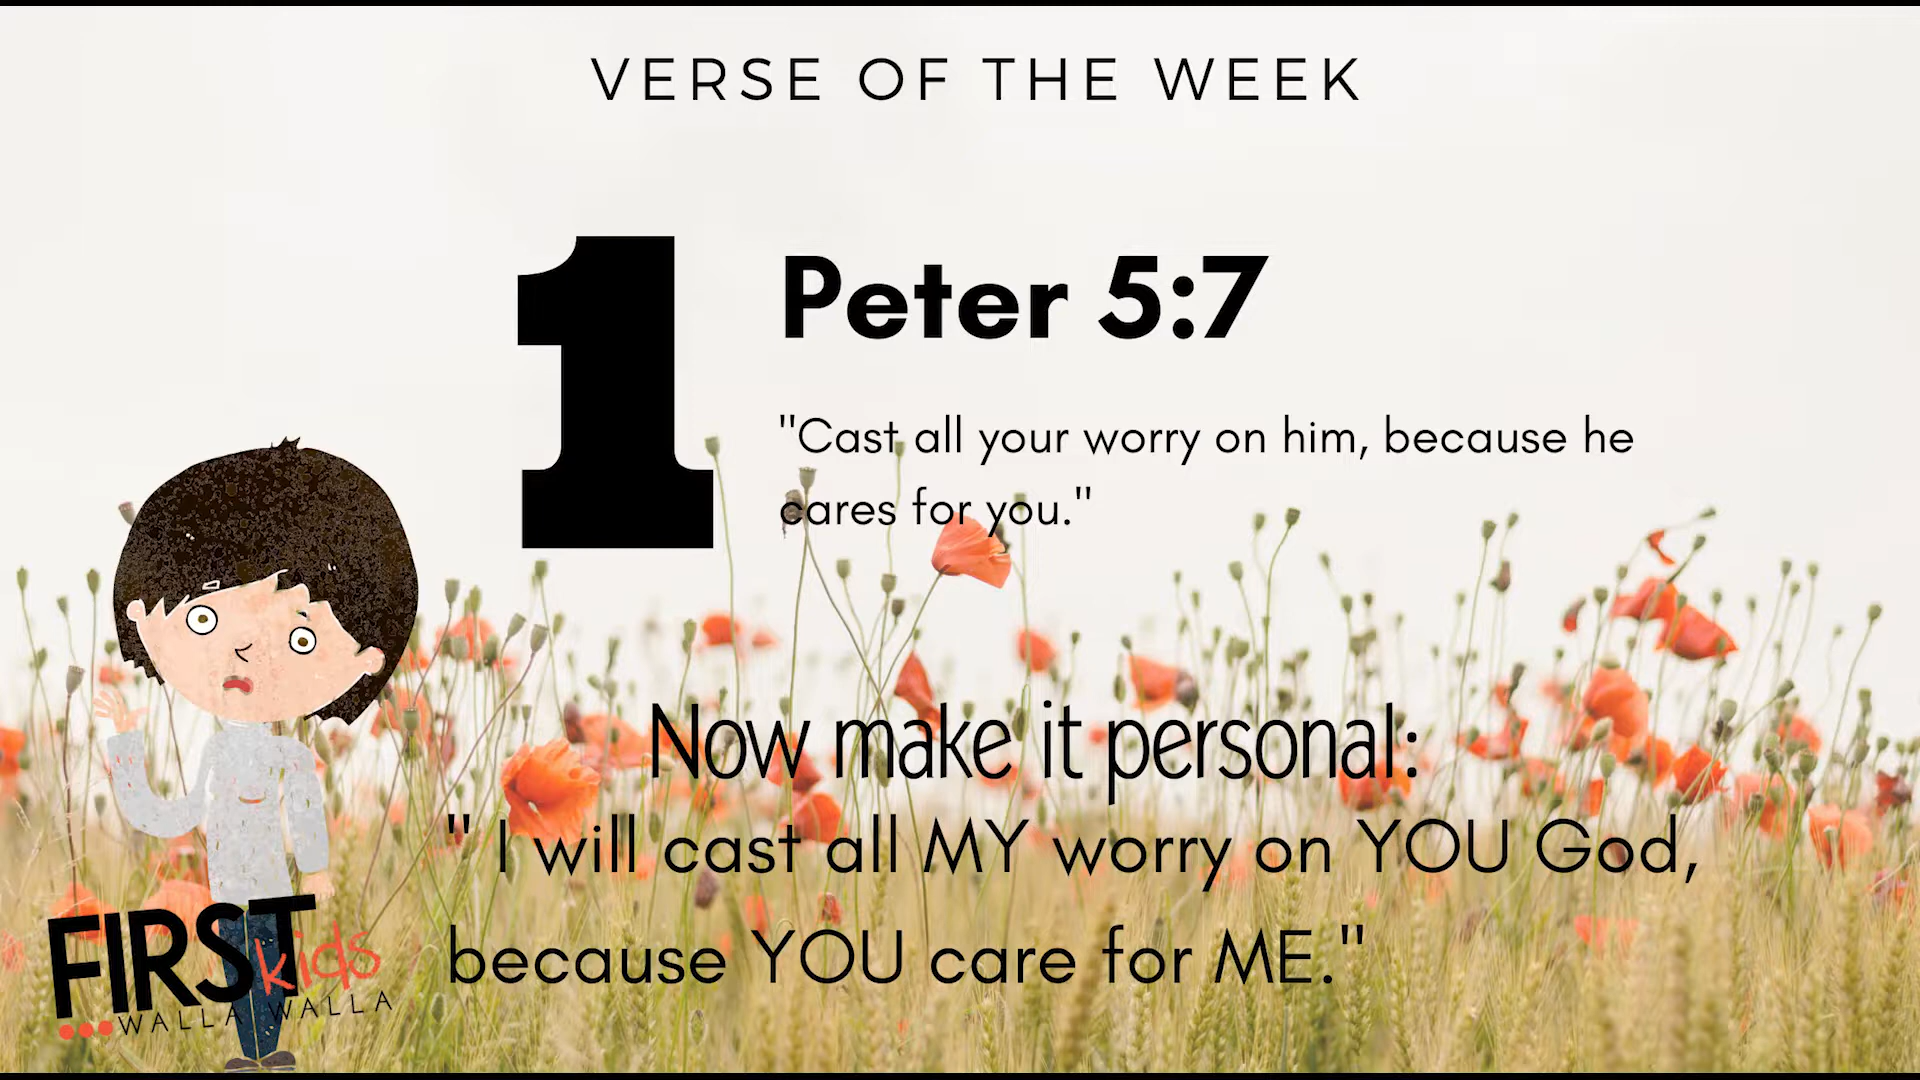 VERSE OF THE WEEK
1
Peter 5:7
"Cast all your worry on him, because he
cares for you."
Now make it personal:
" I will cast all MY worry on YOU God,
because YOU care for ME."
FIRST kids
WALLA WALLA